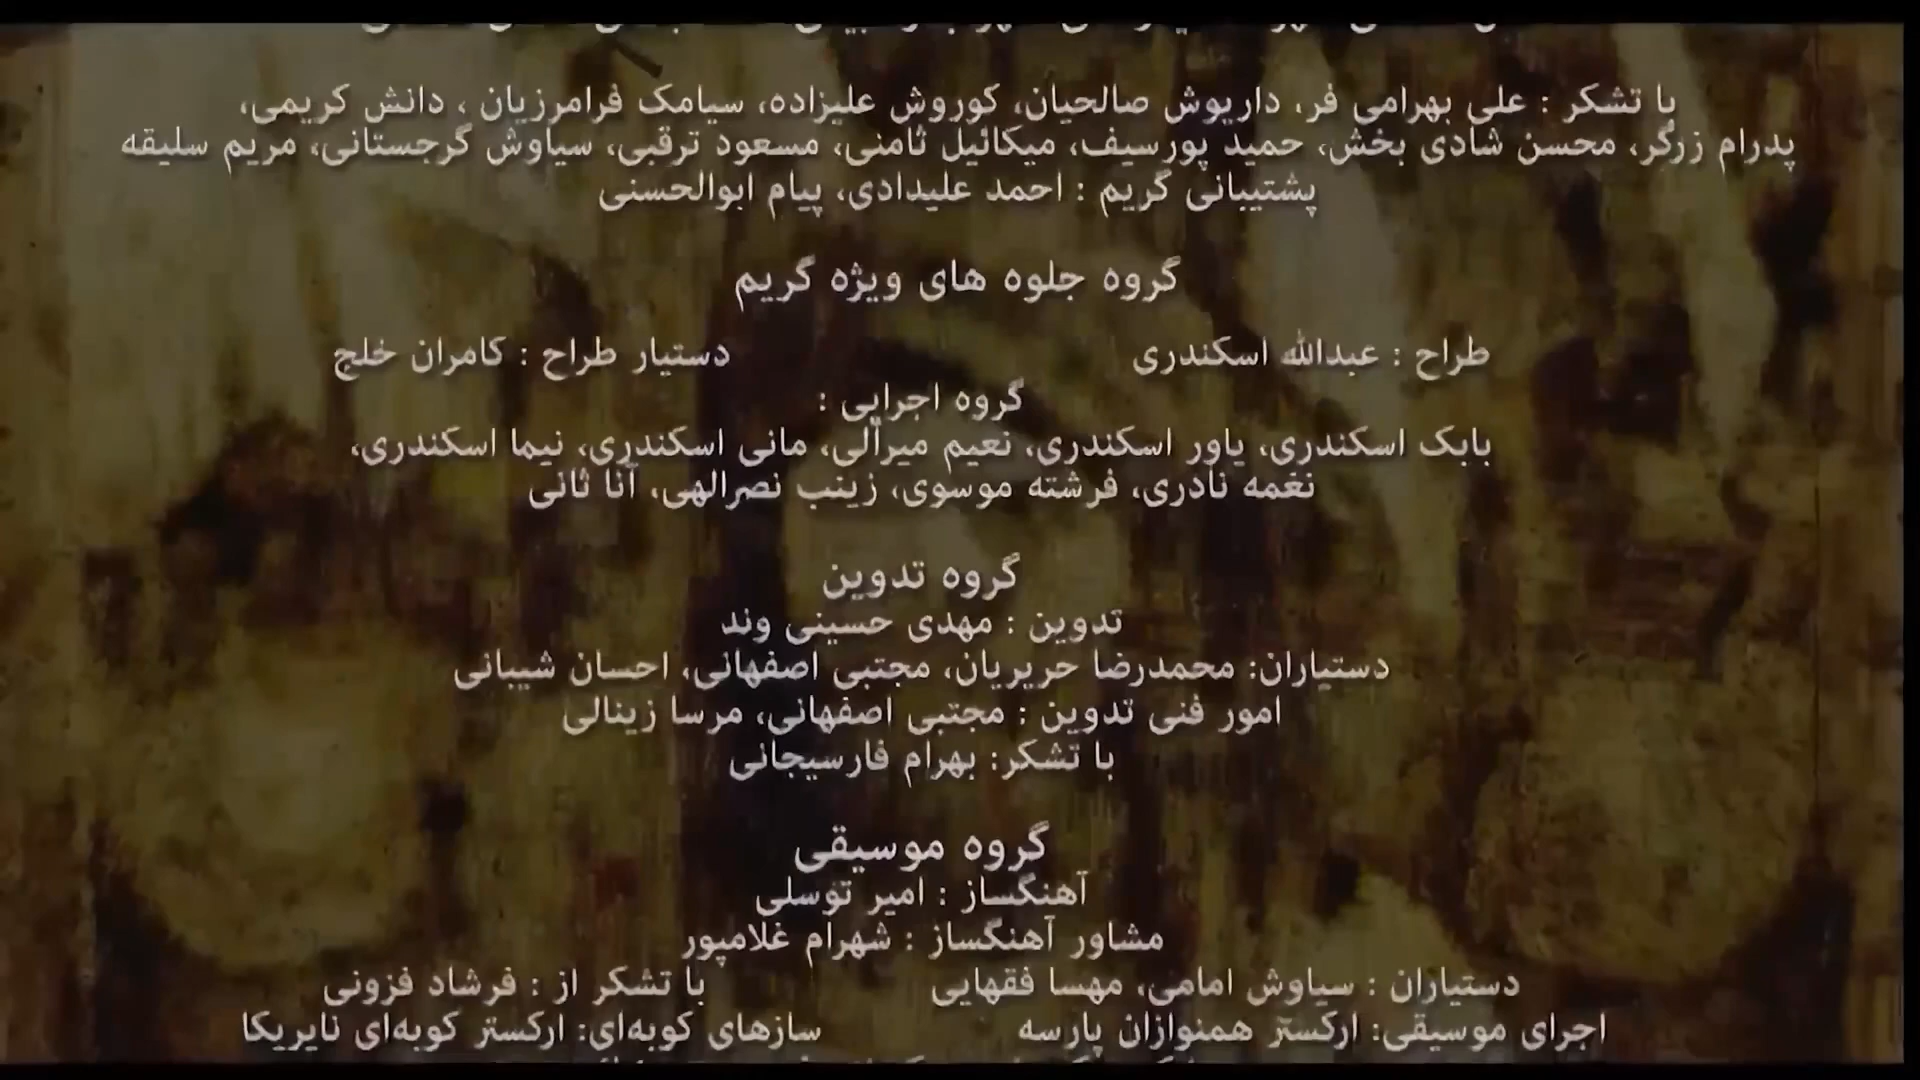 با تشکر : علی بهرامی فر، داریوش صالحیان، کوروش علیزاده، سیامک فرامرزیان ، دانش کریمی،
پدرام زرگر، محسن شادی بخش، حمید پورسیف، میکائیل ثامنی، مسعود ترقبی، سیاوش گرجستانی، مریم سلیقه
پشتیبانی گریم : احمد علیدادی، پیام ابوالحسنی
گروه جلوه های ویژه گریم
طراح : عبدالله اسکندری
دستیار طراح : کامران خلج
گروه اجرایی :
بابک اسکندری، یاور اسکندری، نعیم میرآلی، مانی اسکندری، نیما اسکندری،
نغمه نادری، فرشته موسوی، زینب نصرالهی، آنا ثانی
گروه تدوین
تدوین : مهدی حسینی وند
دستیاران: محمدرضا حریریان، مجتبی اصفهانی، احسان شیبانی
امور فنی تدوین : مجتبی اصفهانی، مرسا زینالی
با تشکر: بهرام فارسیجانی
گروه موسیقی
آهنگساز : امیر توسلی
مشاور آهنگساز : شهرام غلامپور
دستیاران : سیاوش امامی، مهسا فقهایی
با تشکر از : فرشاد فزونی
اجرای موسیقی: ارکستر همنوازان پارسه
سازهای کوبه‌ای: ارکستر کوبه‌ای نایریکا